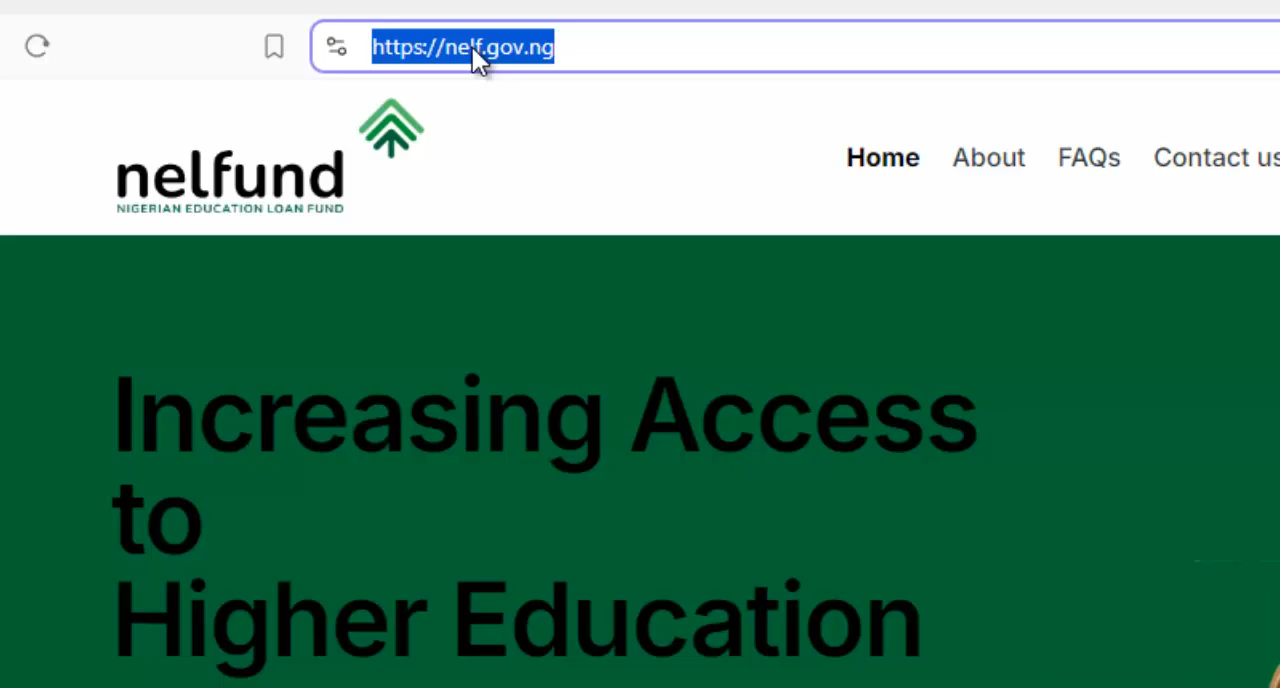 https://nelf.gov.ng
nelfund
NIGERIAN EDUCATION LOAN FUND
Home About FAQs Contact us
Increasing Access
to
Higher Education